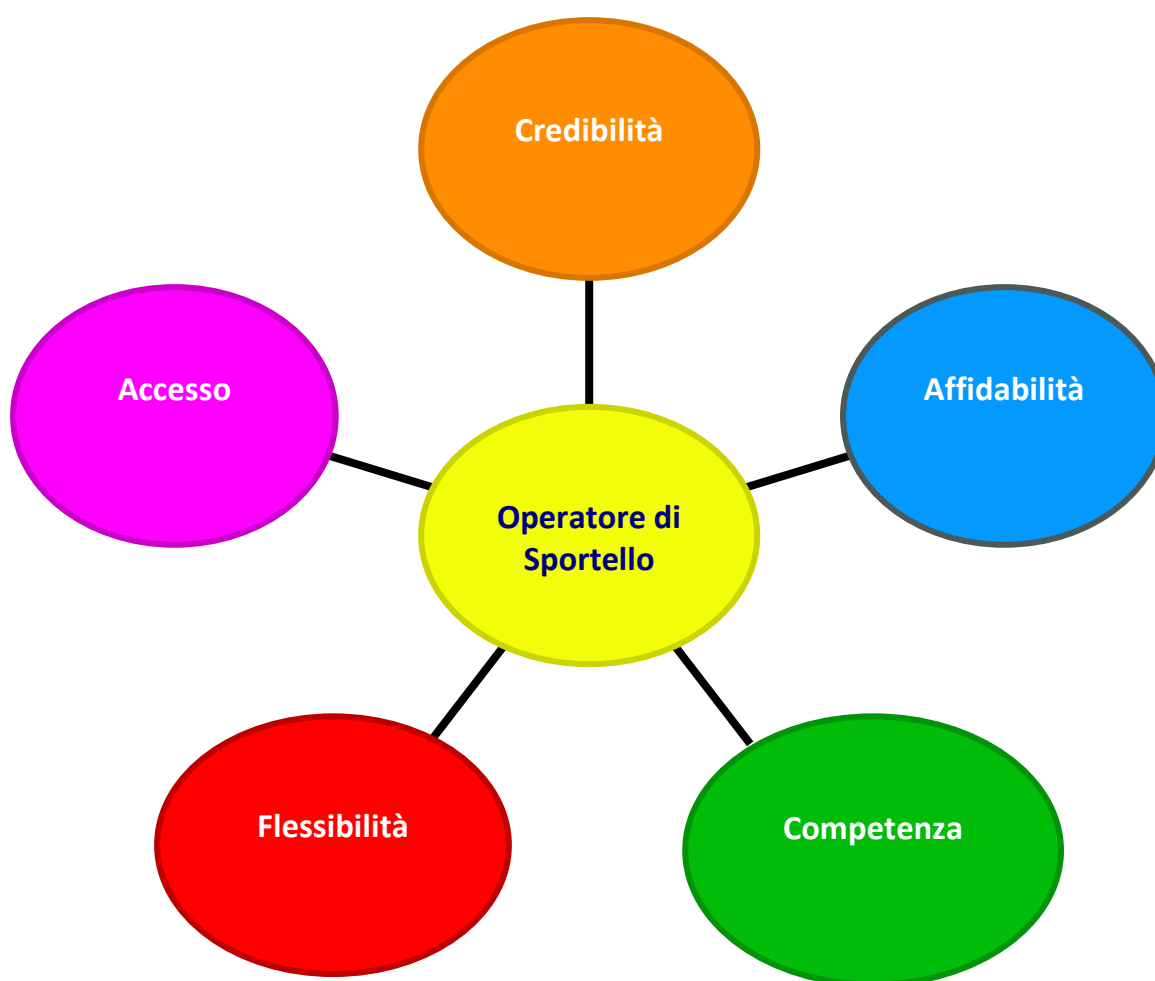 Credibilità
Accesso
Affidabilità
Operatore di
Sportello
Flessibilità
Competenza